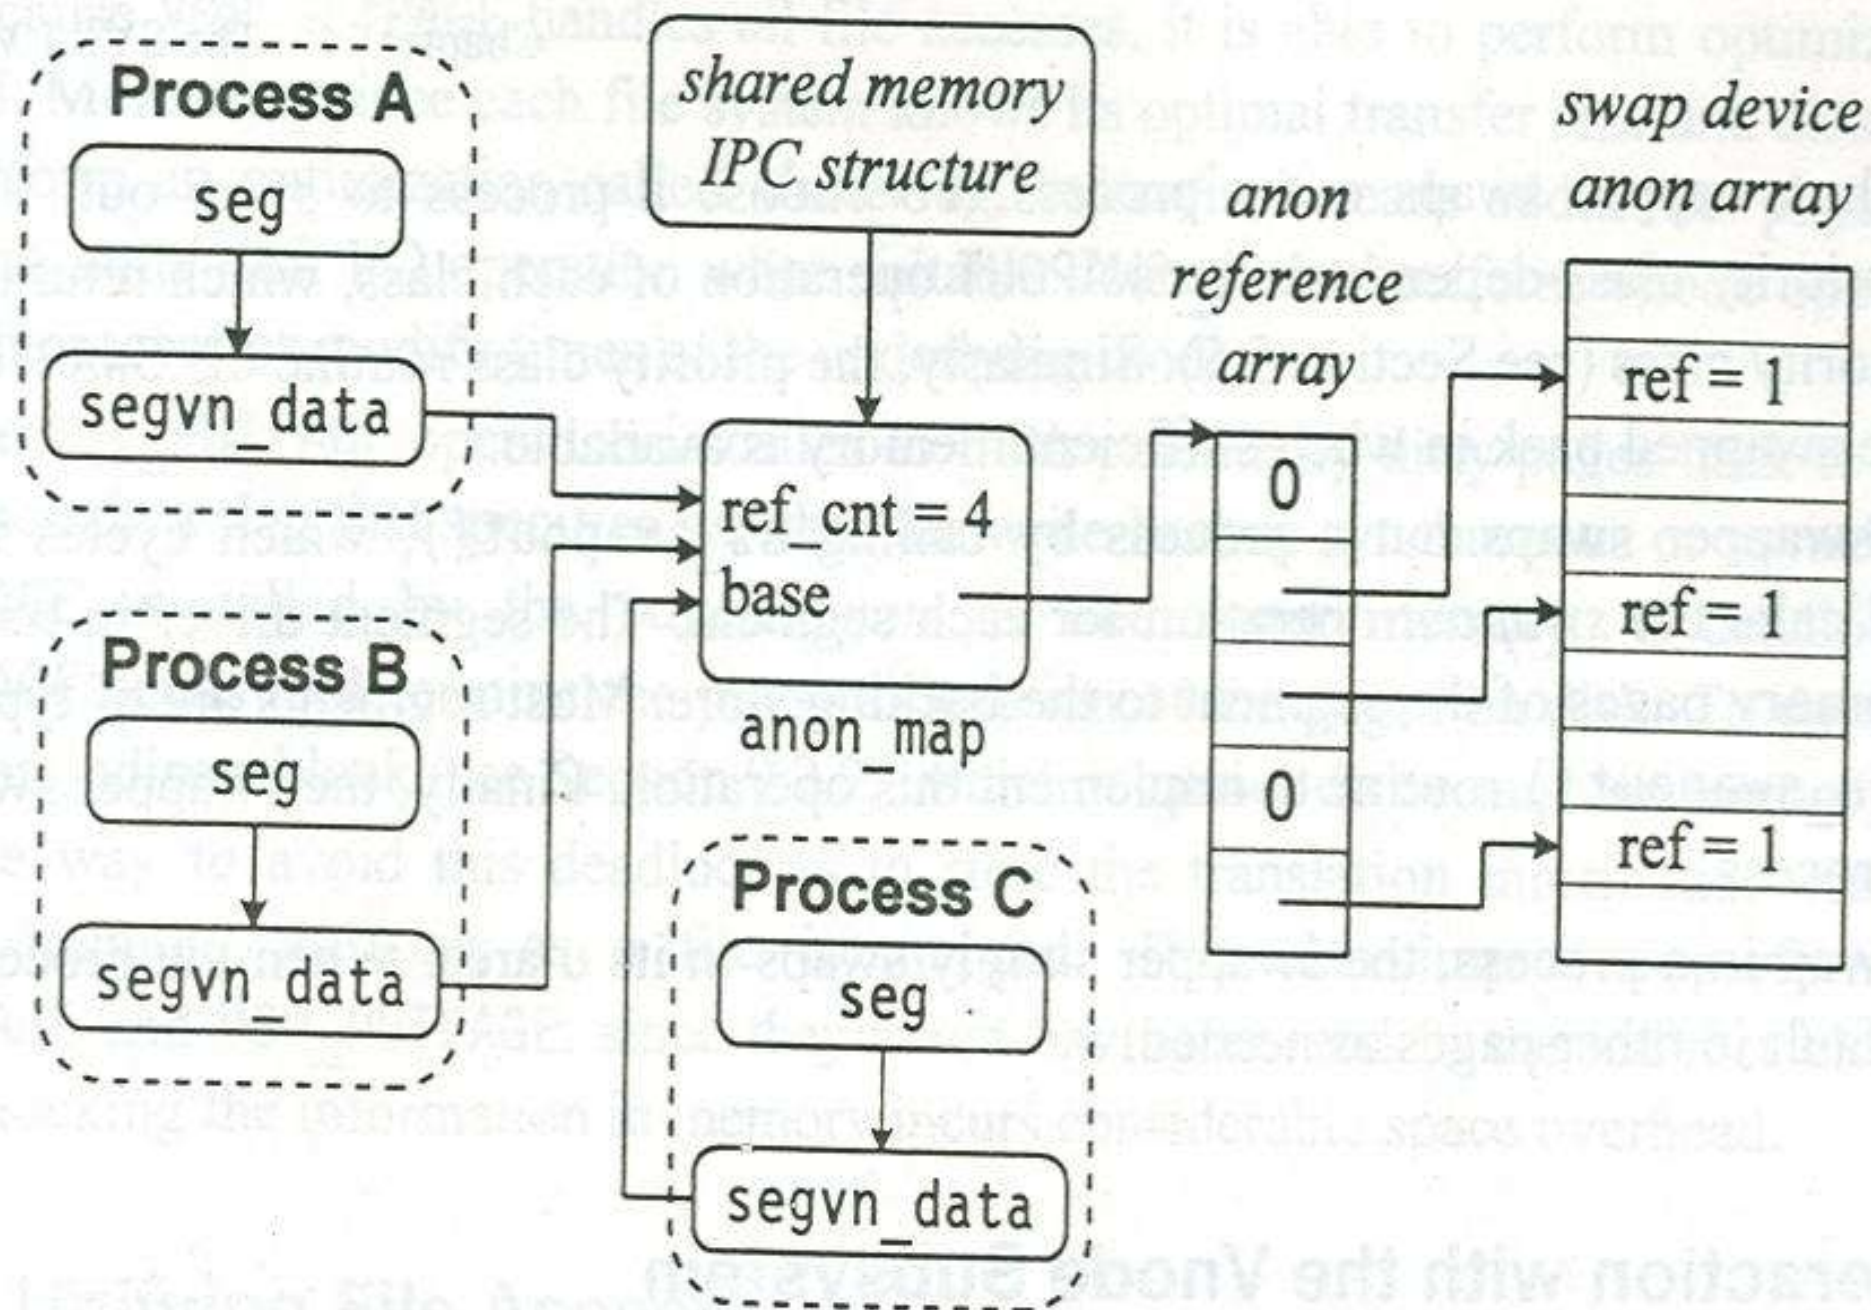 Process A
seg
segvn_data
shared memory
IPC structure
anon
reference
array
swap device
anon array
ref_cnt = 4
base
anon_map
0
0
ref = 1
ref = 1
ref = 1
Process B
seg
segvn_data
Process C
seg
segvn_data